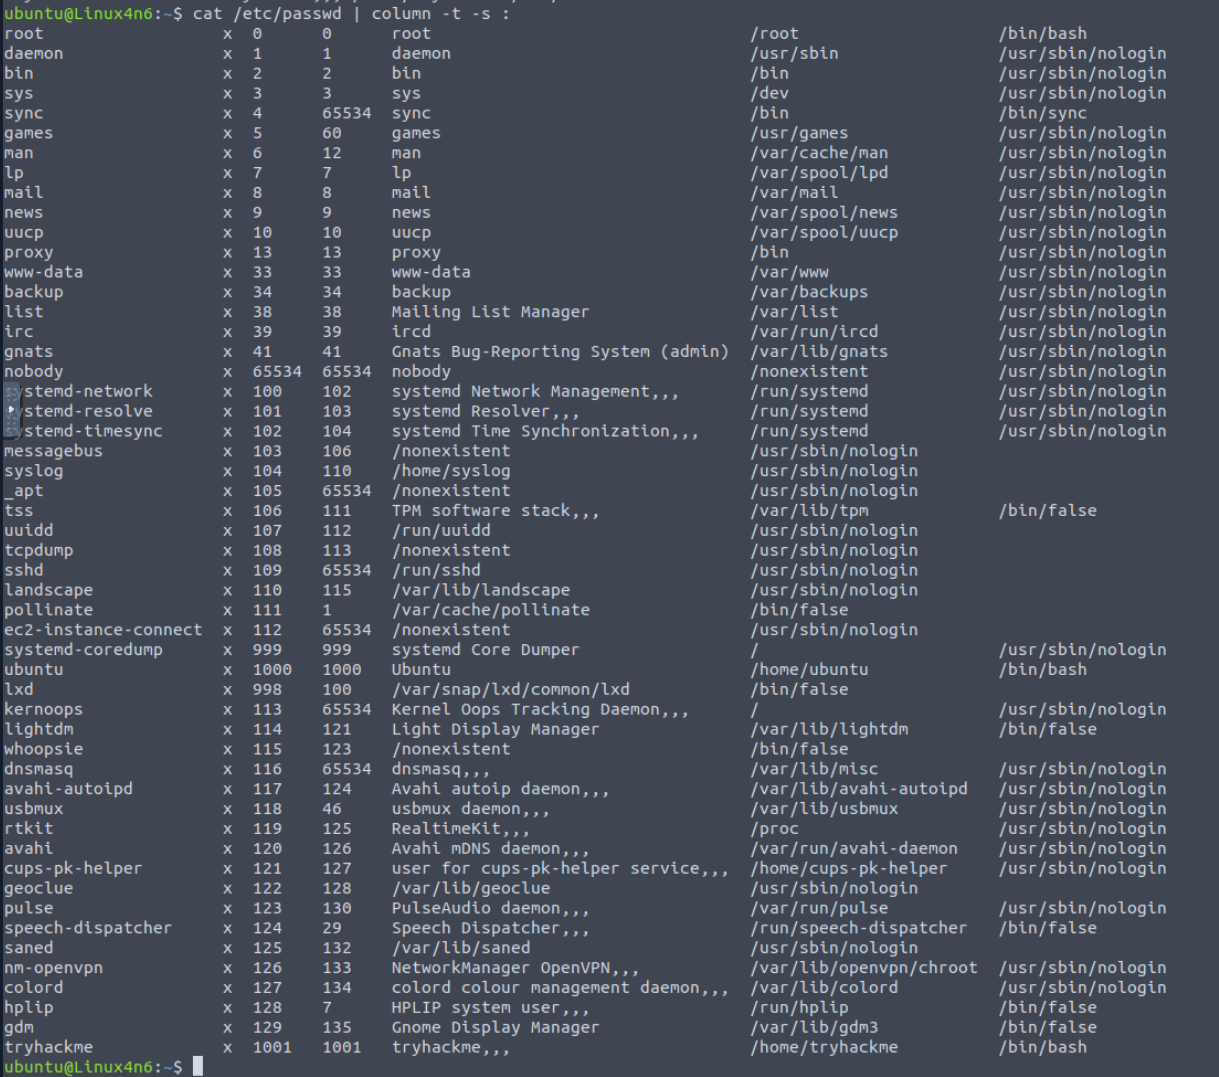 ubuntu@Linux4n6:~$ cat /etc/passwd | column -t -s :
root x 0 0 root /root /bin/bash
daemon x 1 1 daemon /usr/sbin /usr/sbin/nologin
bin x 2 2 bin /bin /usr/sbin/nologin
sys x 3 3 sys /dev /usr/sbin/nologin
sync x 4 65534 sync /bin /bin/sync
games x 5 60 games /usr/games /usr/sbin/nologin
man x 6 12 man /var/cache/man /usr/sbin/nologin
lp x 7 7 lp /var/spool/lpd /usr/sbin/nologin
mail x 8 8 mail /var/mail /usr/sbin/nologin
news x 9 9 news /var/spool/news /usr/sbin/nologin
uucp x 10 10 uucp /var/spool/uucp /usr/sbin/nologin
proxy x 13 13 proxy /bin /usr/sbin/nologin
www-data x 33 33 www-data /var/www /usr/sbin/nologin
backup x 34 34 backup /var/backups /usr/sbin/nologin
list x 38 38 Mailing List Manager /var/list /usr/sbin/nologin
irc x 39 39 ircd /var/run/ircd /usr/sbin/nologin
gnats x 41 41 Gnats Bug-Reporting System (admin) /var/lib/gnats /usr/sbin/nologin
nobody x 65534 65534 nobody /nonexistent /usr/sbin/nologin
systemd-network x 100 102 systemd Network Management,,, /run/systemd /usr/sbin/nologin
systemd-resolve x 101 103 systemd Resolver,,, /run/systemd /usr/sbin/nologin
systemd-timesync x 102 104 systemd Time Synchronization,,, /run/systemd /usr/sbin/nologin
messagebus x 103 106 /nonexistent /usr/sbin/nologin
syslog x 104 110 /home/syslog /usr/sbin/nologin
_apt x 105 65534 /nonexistent /usr/sbin/nologin
tss x 106 111 TPM software stack,,, /var/lib/tpm /bin/false
uuidd x 107 112 /run/uuidd /usr/sbin/nologin
tcpdump x 108 113 /nonexistent /usr/sbin/nologin
sshd x 109 65534 /run/sshd /usr/sbin/nologin
landscape x 110 115 /var/lib/landscape /usr/sbin/nologin
pollinate x 111 1 /var/cache/pollinate /bin/false
ec2-instance-connect x 112 65534 /nonexistent /usr/sbin/nologin
systemd-coredump x 999 999 systemd Core Dumper / /usr/sbin/nologin
ubuntu x 1000 1000 Ubuntu /home/ubuntu /bin/bash
lxd x 998 100 /var/snap/lxd/common/lxd /bin/false
kernoops x 113 65534 Kernel Oops Tracking Daemon,,, / /usr/sbin/nologin
lightdm x 114 121 Light Display Manager /var/lib/lightdm /bin/false
whoopsie x 115 123 /nonexistent /bin/false
dnsmasq x 116 65534 dnsmasq,,, /var/lib/misc /usr/sbin/nologin
avahi-autoipd x 117 124 Avahi autoip daemon,,, /var/lib/avahi-autoipd /usr/sbin/nologin
usbmux x 118 46 usbmux daemon,,, /var/lib/usbmux /usr/sbin/nologin
rtkit x 119 125 RealtimeKit,,, /proc /usr/sbin/nologin
avahi x 120 126 Avahi mDNS daemon,,, /var/run/avahi-daemon /usr/sbin/nologin
cups-pk-helper x 121 127 user for cups-pk-helper service,,, /home/cups-pk-helper /usr/sbin/nologin
geoclue x 122 128 /var/lib/geoclue /usr/sbin/nologin
pulse x 123 130 PulseAudio daemon,,, /var/run/pulse /usr/sbin/nologin
speech-dispatcher x 124 29 Speech Dispatcher,,, /run/speech-dispatcher /bin/false
saned x 125 132 /var/lib/saned /usr/sbin/nologin
nm-openvpn x 126 133 NetworkManager OpenVPN,,, /var/lib/openvpn/chroot /usr/sbin/nologin
colord x 127 134 colord colour management daemon,,, /var/lib/colord /usr/sbin/nologin
hplip x 128 7 HPLIP system user,,, /run/hplip /bin/false
gdm x 129 135 Gnome Display Manager /var/lib/gdm3 /bin/false
tryhackme x 1001 1001 tryhackme,,, /home/tryhackme /bin/bash
ubuntu@Linux4n6:~$